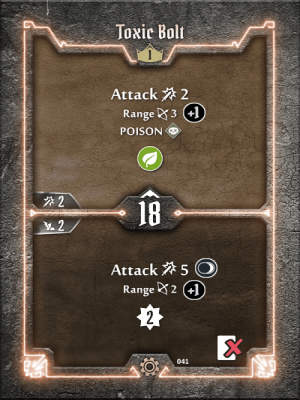 Toxic Bolt
1
Attack 2
Range 3 +1
POISON
2
18
2
Attack 5
Range 2 +1
2
041